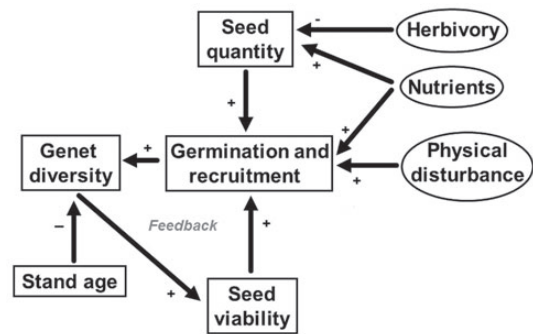 Seed
quantity
Herbivory
-
+
Nutrients
+
+
Genet
diversity
+
Germination and
recruitment
Physical
disturbance
+
Feedback
–
+
Stand age
+
Seed
viability